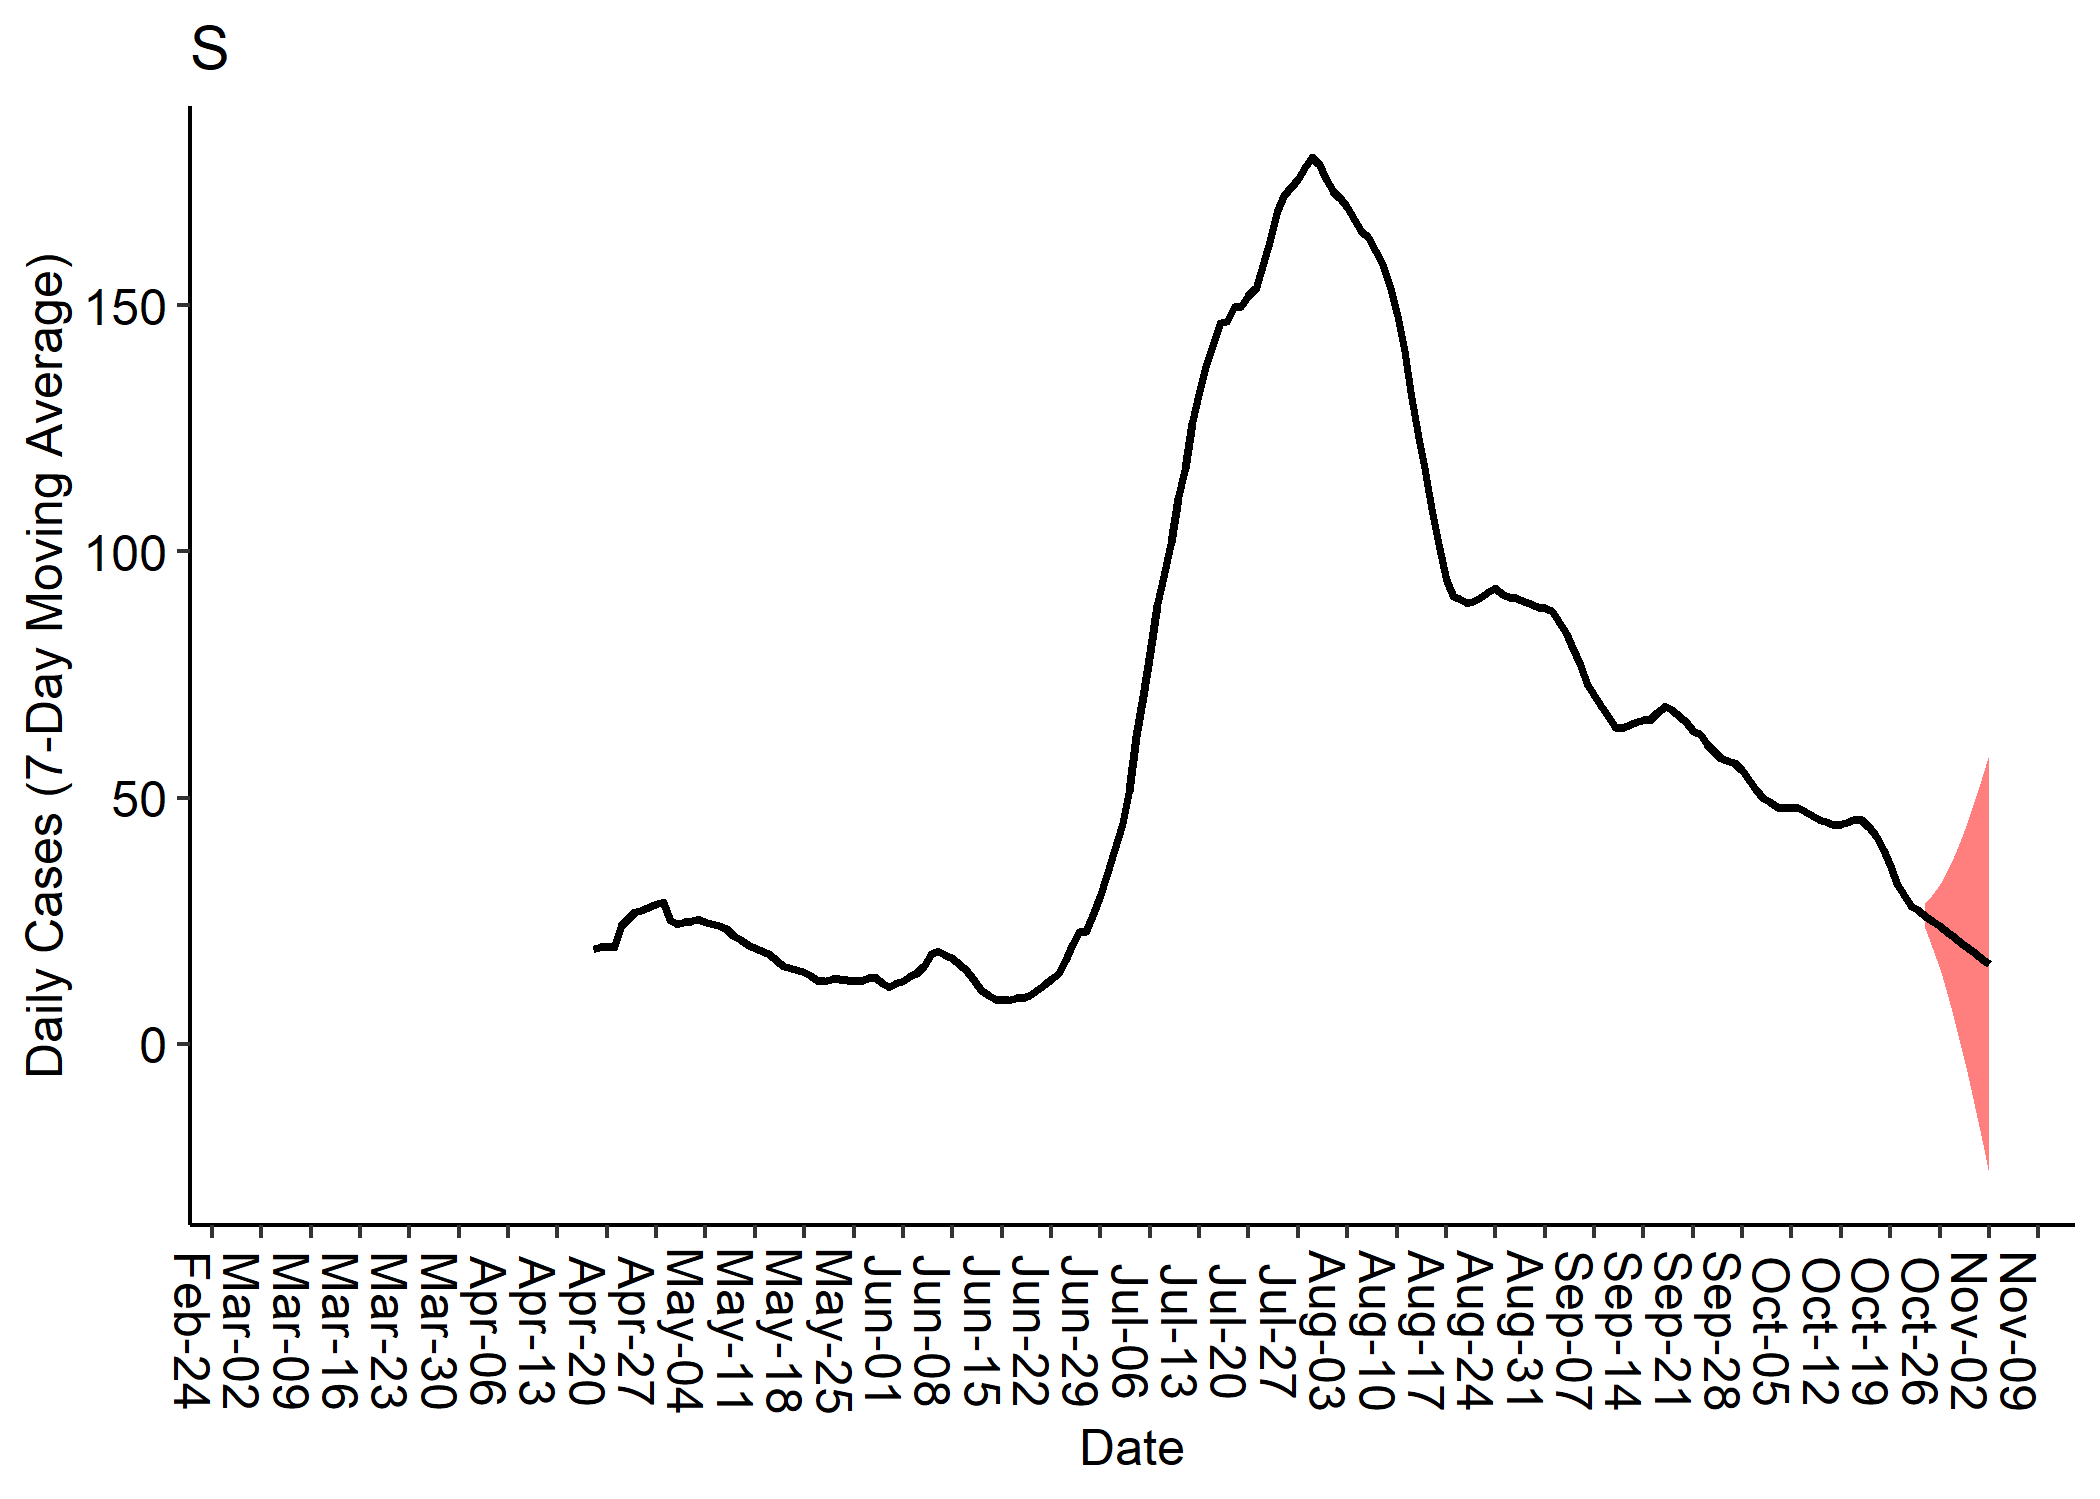 S
Daily Cases (7-Day Moving Average)
150
100
50
0
Feb-24
Mar-02
Mar-09
Mar-16
Mar-23
Mar-30
Apr-06
Apr-13
Apr-20
Apr-27
May-04
May-11
May-18
May-25
Jun-01
Jun-08
Jun-15
Jun-22
Jun-29
Jul-06
Jul-13
Jul-20
Jul-27
Aug-03
Aug-10
Aug-17
Aug-24
Aug-31
Sep-07
Sep-14
Sep-21
Sep-28
Oct-05
Oct-12
Oct-19
Oct-26
Nov-02
Nov-09
Date